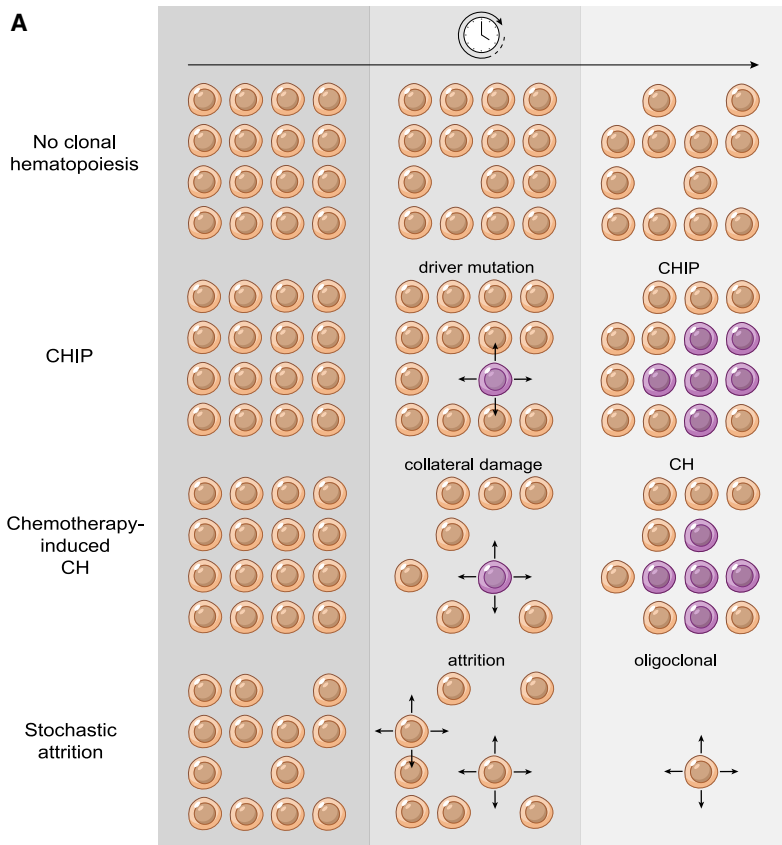 A
No clonal
hematopoiesis
driver mutation
CHIP
CHIP
collateral damage
CH
Chemotherapy-
induced
CH
attrition
oligoclonal
Stochastic
attrition